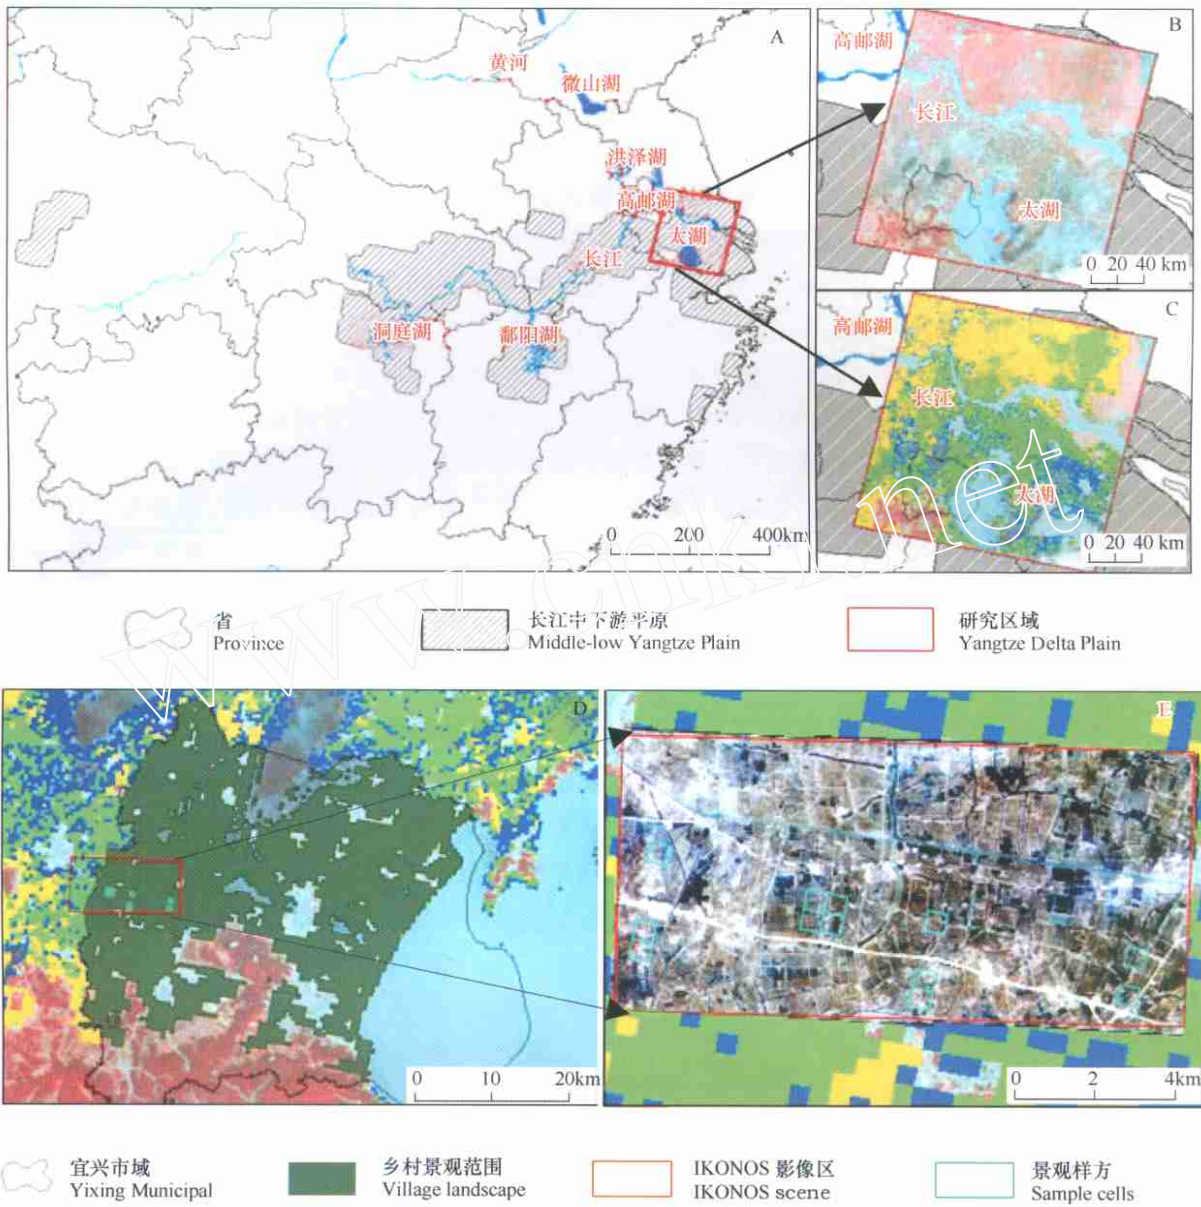 A
黄河
微山湖
洪泽湖
高邮湖
太湖
长江
洞庭湖
鄱阳湖
0 200 400km
B
高邮湖
长江
太湖
0 20 40 km
C
高邮湖
长江
太湖
0 20 40 km
www.cnki.net
省
Province
长江中下游平原
Middle-low Yangtze Plain
研究区域
Yangtze Delta Plain
D
0 10 20km
E
0 2 4km
宜兴市域
Yixing Municipal
乡村景观范围
Village landscape
IKONOS 影像区
IKONOS scene
景观样方
Sample cells